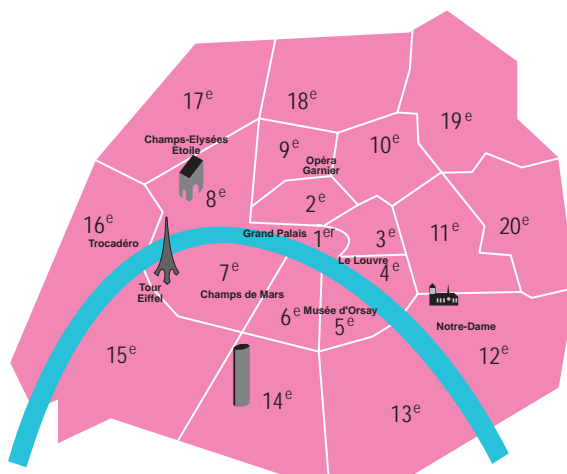 17e
18e
19e
Champs-Elysées
Etoile
9e
10e
Opéra
Garnier
8e
2e
16e
Trocadéro
Grand Palais
1er
3e
11e
20e
Le Louvre
7e
4e
Tour
Eiffel
Champs de Mars
6e
Musée d'Orsay
5e
Notre-Dame
15e
12e
14e
13e